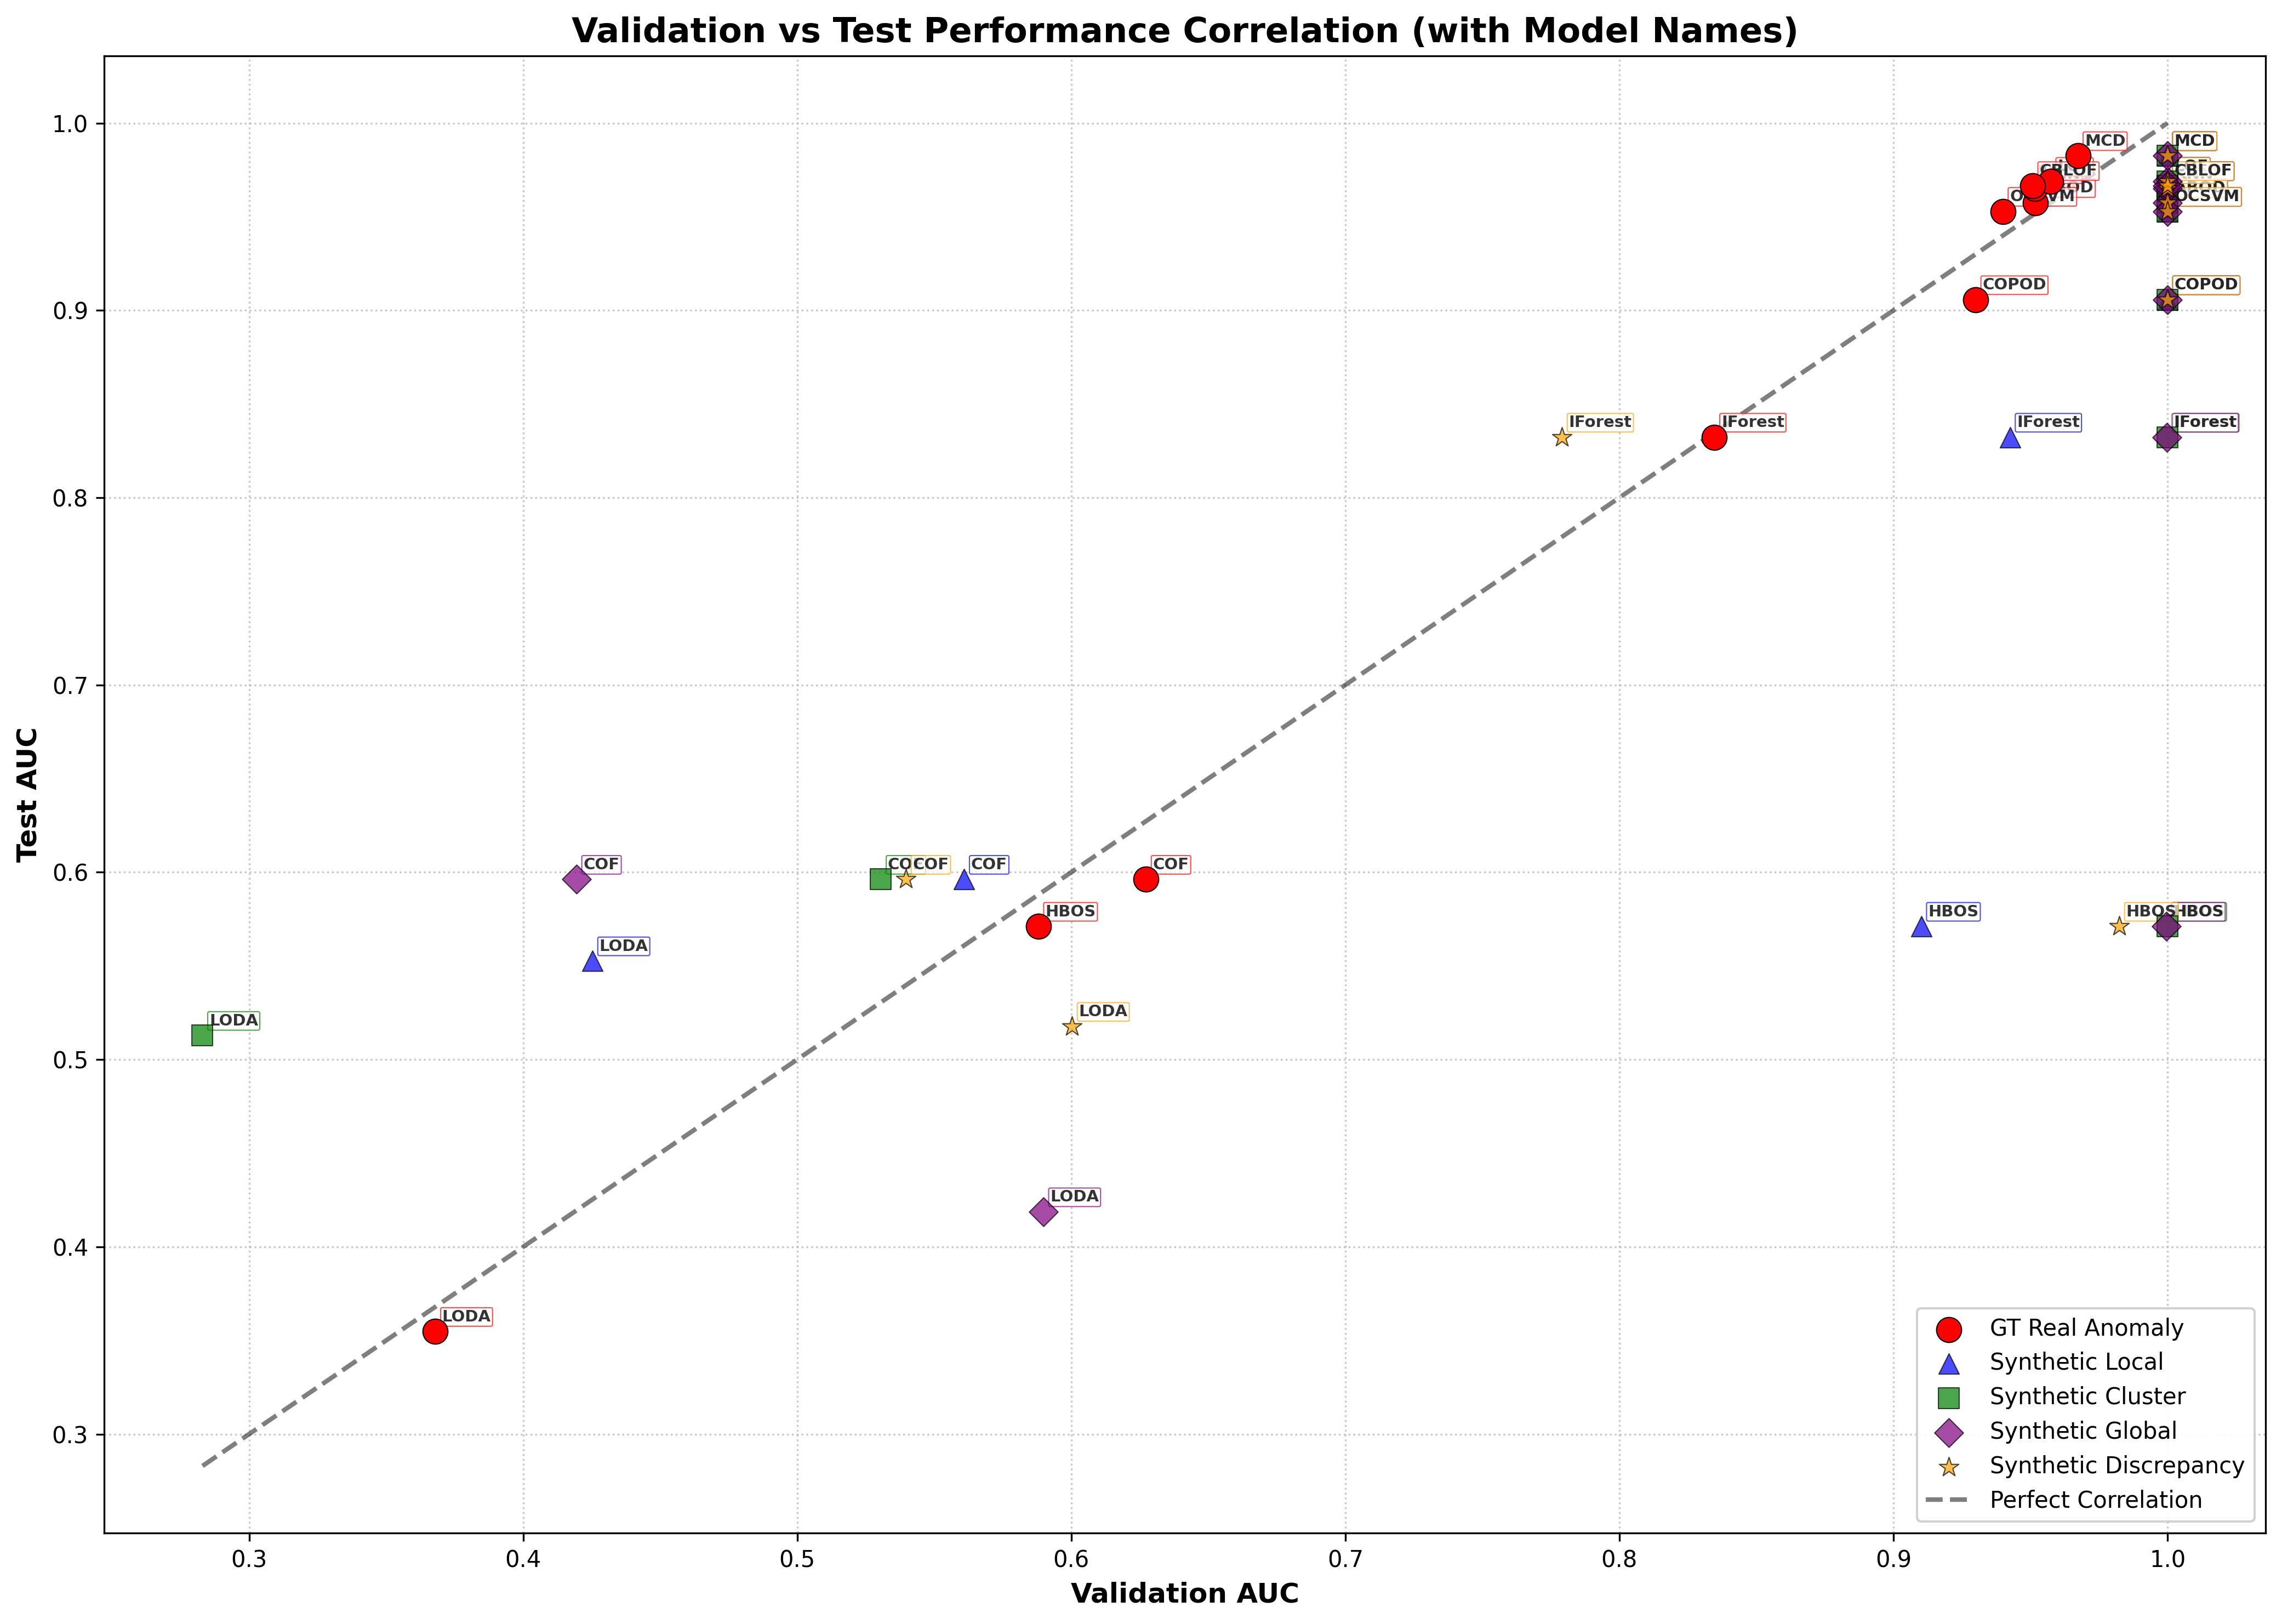 Validation vs Test Performance Correlation (with Model Names)
Test AUC
1.0
0.9
0.8
0.7
0.6
0.5
0.4
0.3
MCD
MCD
CBLOF
CBLOF
OCSVM
COPOD
COPOD
IForest
IForest
IForest
IForest
COF
COF
COF
COF
HBOS
HBOS
HBOS
HBOS
LODA
LODA
LODA
LODA
LODA
GT Real Anomaly
Synthetic Local
Synthetic Cluster
Synthetic Global
Synthetic Discrepancy
Perfect Correlation
0.3 0.4 0.5 0.6 0.7 0.8 0.9 1.0
Validation AUC